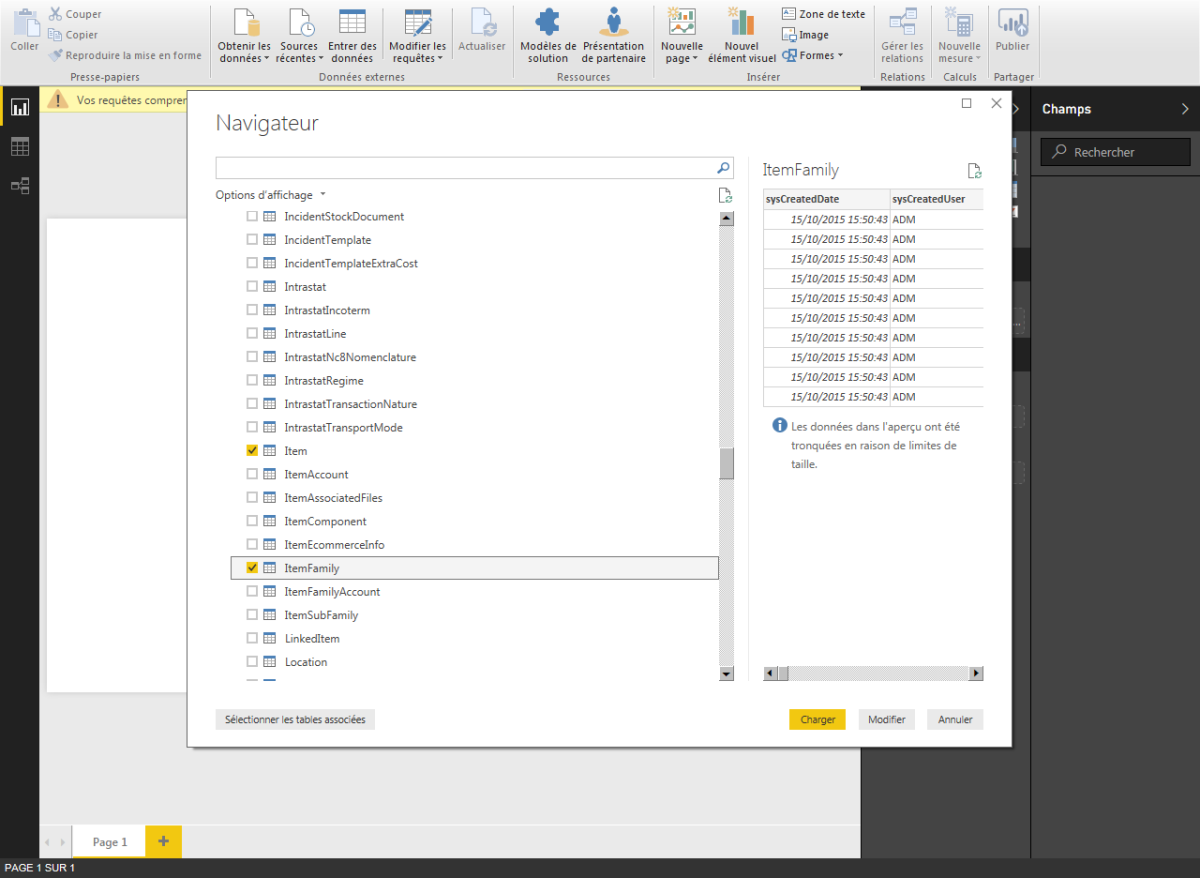 Coller
Couper
Copier
Reproduire la mise en forme
Presse-papiers
Obtenir les données
Sources récentes
Entrer des données
Modifier les requêtes
Actualiser
Données externes
Modèles de solution
Présentation de partenaire
Ressources
Nouvelle page
Nouvel élément visuel
Zone de texte
Image
Formes
Insérer
Gérer les relations
Relations
Nouvelle mesure
Calculs
Publier
Partager
Vos requêtes compren
Champs
Rechercher
Navigateur
Options d'affichage
IncidentStockDocument
IncidentTemplate
IncidentTemplateExtraCost
Intrastat
IntrastatIncoterm
IntrastatLine
IntrastatNc8Nomenclature
IntrastatRegime
IntrastatTransactionNature
IntrastatTransportMode
Item
ItemAccount
ItemAssociatedFiles
ItemComponent
ItemEcommerceInfo
ItemFamily
ItemFamilyAccount
ItemSubFamily
LinkedItem
Location
ItemFamily
sysCreatedDate sysCreatedUser
15/10/2015 15:50:43 ADM
15/10/2015 15:50:43 ADM
15/10/2015 15:50:43 ADM
15/10/2015 15:50:43 ADM
15/10/2015 15:50:43 ADM
15/10/2015 15:50:43 ADM
15/10/2015 15:50:43 ADM
15/10/2015 15:50:43 ADM
15/10/2015 15:50:43 ADM
15/10/2015 15:50:43 ADM
Les données dans l'aperçu ont été
tronquées en raison de limites de
taille.
Sélectionner les tables associées
Charger
Modifier
Annuler
Page 1
PAGE 1 SUR 1